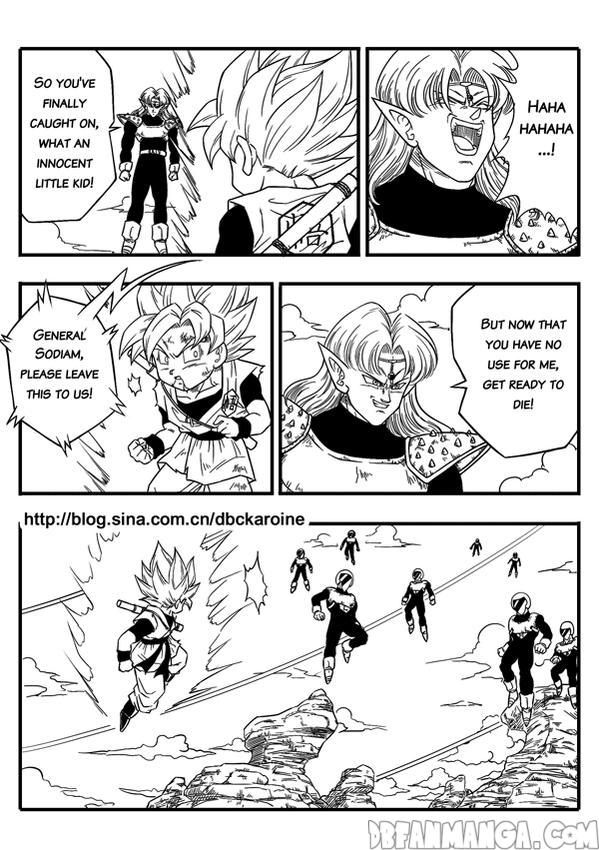 SO YOU'VE
FINALLY
CAUGHT ON,
WHAT AN
INNOCENT
LITTLE KID!
HAHA
HAHAHA
...!
GENERAL
SODIAM,
PLEASE LEAVE
THIS TO US!
BUT NOW THAT
YOU HAVE NO
USE FOR ME,
GET READY TO
DIE!
http://blog.sina.com.cn/dbckaroine
DBFANMANGA.COM